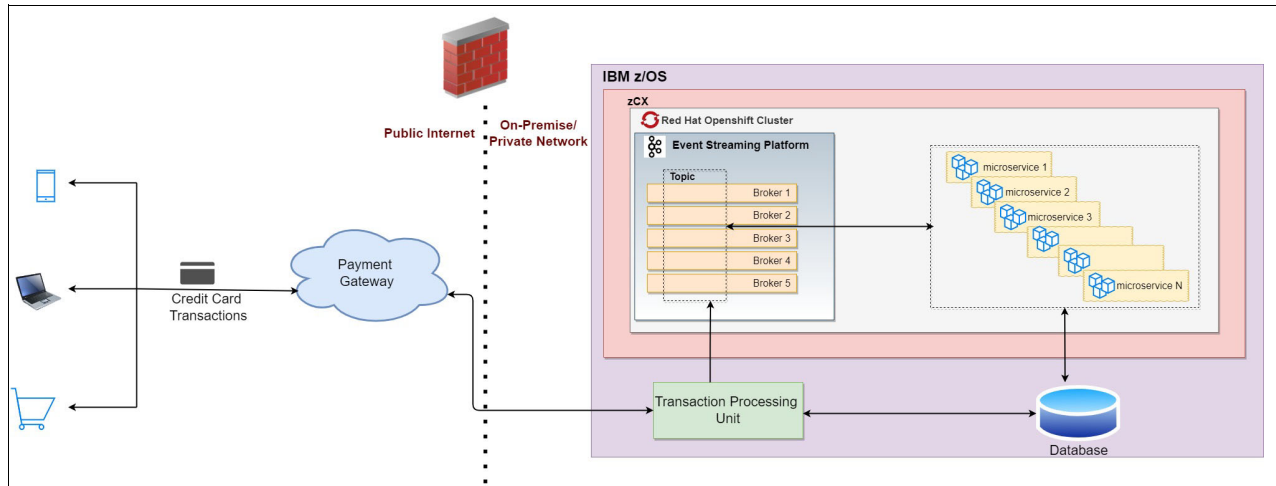 IBM z/OS
zCX
Red Hat Openshift Cluster
Event Streaming Platform
Public Internet
On-Premise/
Private Network
Topic
Broker 1
Broker 2
Broker 3
Broker 4
Broker 5
microservice 1
microservice 2
microservice 3
microservice N
Payment
Gateway
Credit Card
Transactions
Transaction Processing
Unit
Database